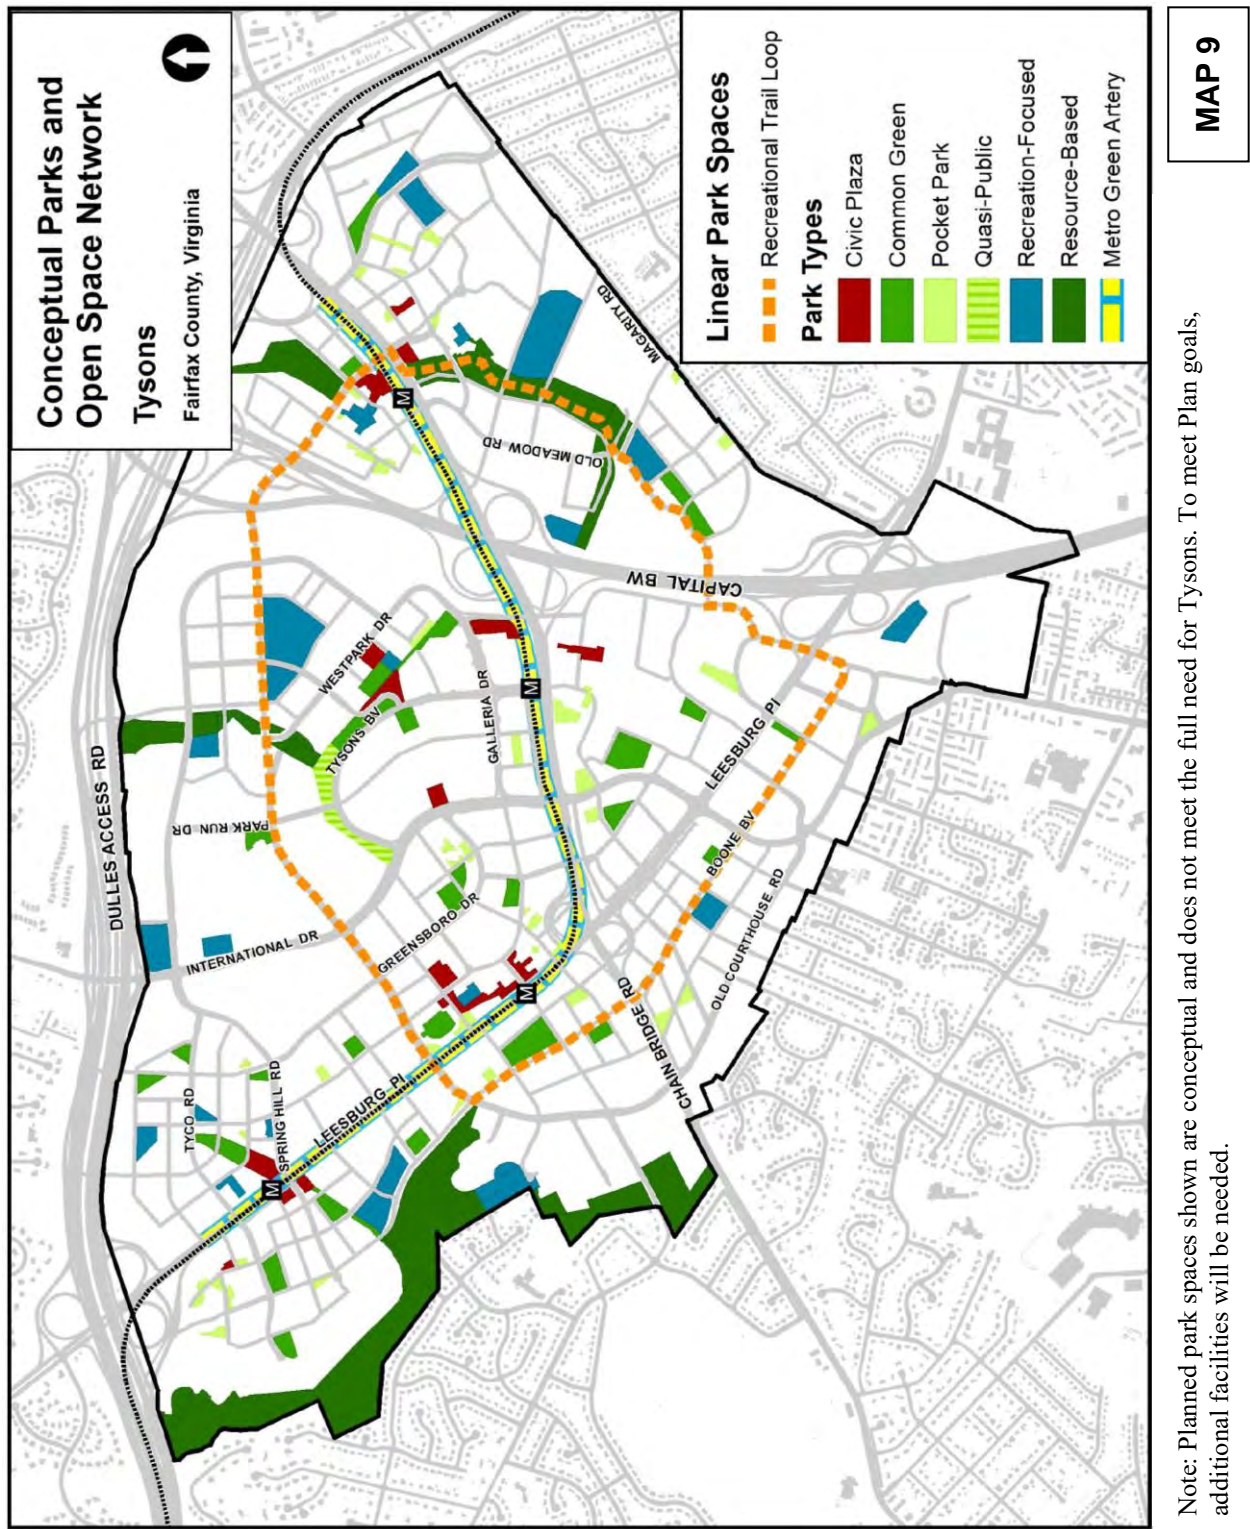 Conceptual Parks and
Open Space Network
Tysons
Fairfax County, Virginia
DULLES ACCESS RD
TYCO RD
SPRING HILL RD
LEESBURG PI
INTERNATIONAL DR
GREENSBORO DR
PARK RUN DR
TYSONS BV
WESTPARK DR
GALLERIA DR
OLD MEADOW RD
MAGARITY RD
CAPITAL BW
LEESBURG PI
BOONE BV
OLD COURTHOUSE RD
CHAIN BRIDGE RD
M
M
M
M
Linear Park Spaces
Recreational Trail Loop
Park Types
Civic Plaza
Common Green
Pocket Park
Quasi-Public
Recreation-Focused
Resource-Based
Metro Green Artery
MAP 9
Note: Planned park spaces shown are conceptual and does not meet the full need for Tysons. To meet Plan goals,
additional facilities will be needed.